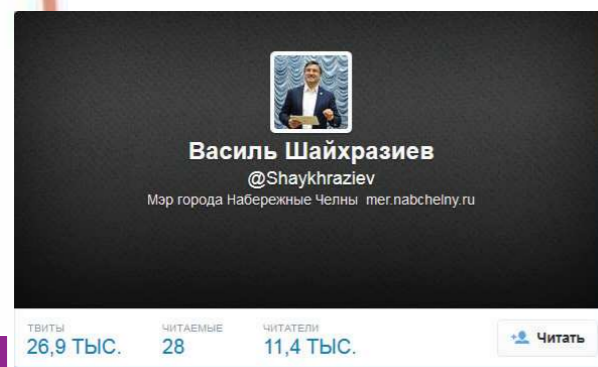 Василь Шайхразиев
@Shaykhraziev
Мэр города Набережные Челны mer.nabchelny.ru
ТВИТЫ ЧИТАЕМЫЕ ЧИТАТЕЛИ
26,9 ТЫС. 28 11,4 ТЫС. Читать